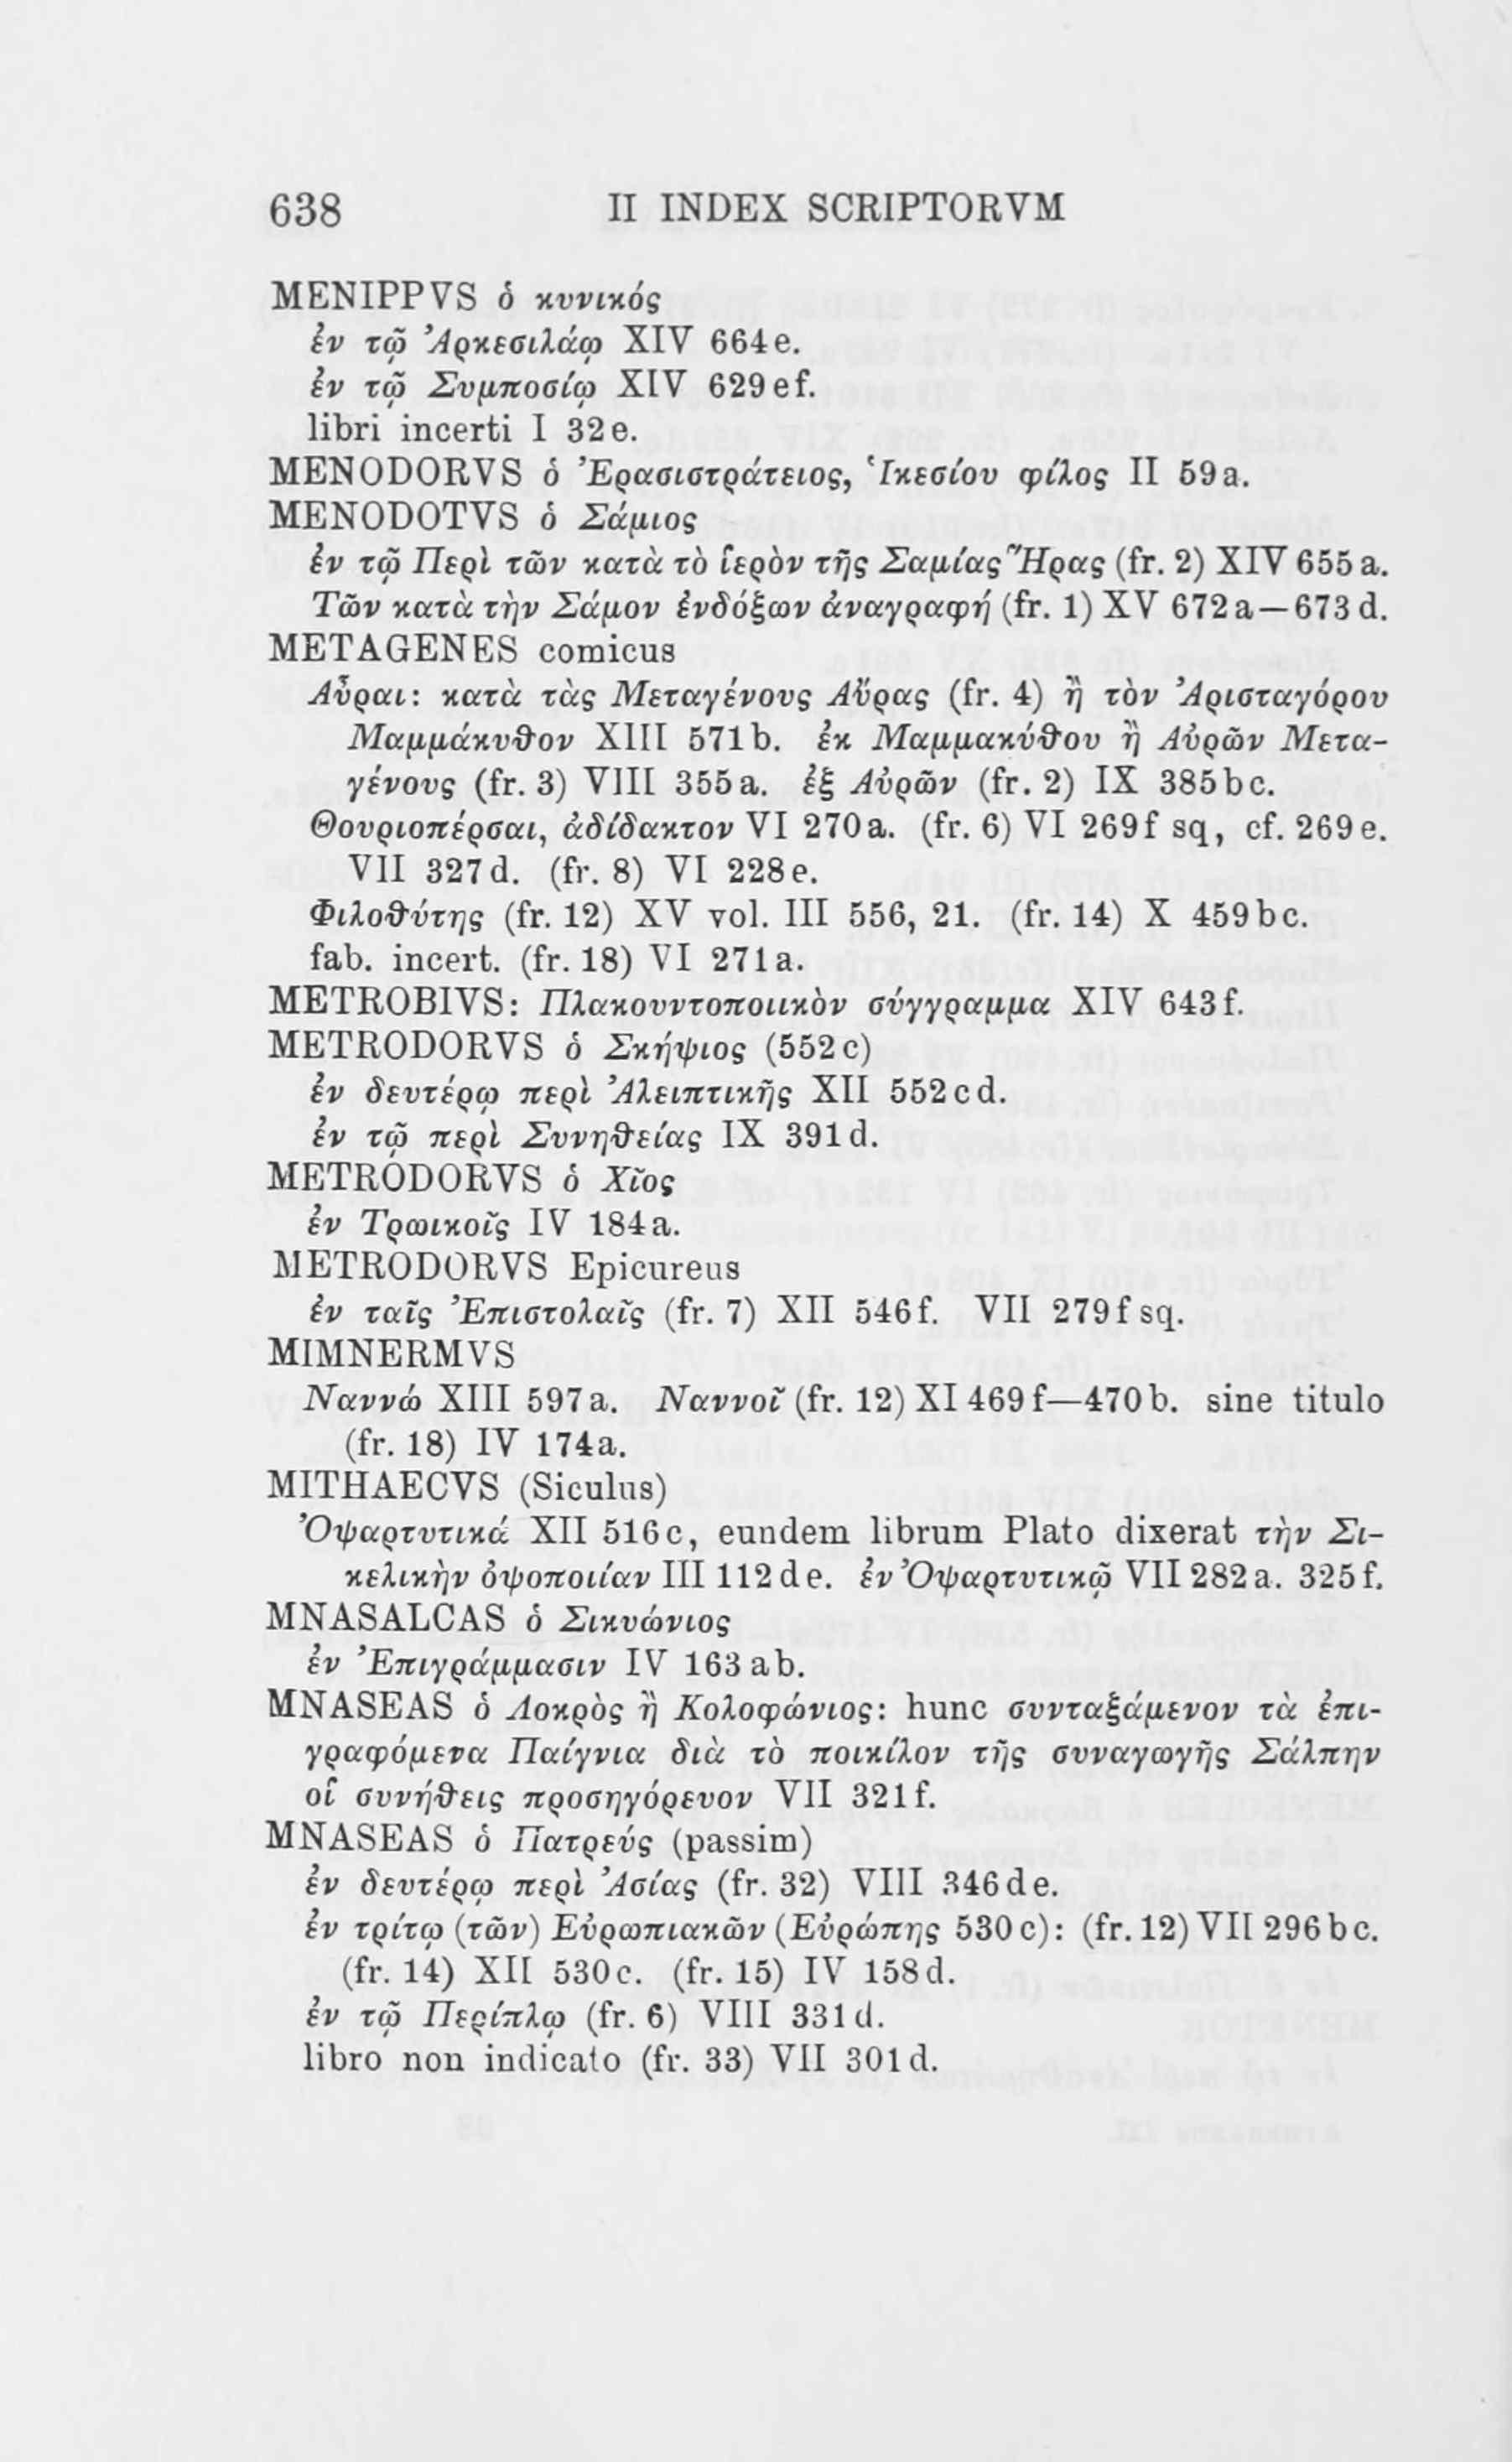 638 II INDEX SCRIPTORVM
MENIPPVS ὁ κυνικός
ἐν τῷ Ἀρκεσιλάῳ XIV 664e.
ἐν τῷ Συμποσίῳ XIV 629ef.
libri incerti I 32e.
MENODORVS ὁ Ἐρασιστράτειος, Ἱκεσίου φίλος II 59a.
MENODOTVS ὁ Σάμιος
ἐν τῷ Περὶ τῶν κατὰ τὸ ἱερὸν τῆς Σαμίας Ἥρας (fr. 2) XIV 655a.
Τῶν κατὰ τὴν Σάμον ἐνδόξων ἀναγραφή (fr. 1) XV 672a—673d.
METAGENES comicus
Αὖραι: κατὰ τὰς Μεταγένους Αὔρας (fr. 4) ἢ τὸν Ἀρισταγόρου
Μαμμάκυθον XIII 571b. ἐκ Μαμμακύθου ἢ Αὐρῶν Μετα-
γένους (fr. 3) VIII 355a. ἐξ Αὐρῶν (fr. 2) IX 385bc.
Θουριοπέρσαι, ἀδίδακτον VI 270a. (fr. 6) VI 269f sq, cf. 269e.
VII 327d. (fr. 8) VI 228e.
Φιλοθύτης (fr. 12) XV vol. III 556, 21. (fr. 14) X 459bc.
fab. incert. (fr. 18) VI 271a.
METROBIVS: Πλακουντοποιικὸν σύγγραμμα XIV 643f.
METRODORVS ὁ Σκήψιος (552c)
ἐν δευτέρῳ περὶ Ἀλειπτικῆς XII 552cd.
ἐν τῷ περὶ Συνηθείας IX 391d.
METRODORVS ὁ Χῖος
ἐν Τρωικοῖς IV 184a.
METRODORVS Epicureus
ἐν ταῖς Ἐπιστολαῖς (fr. 7) XII 546f. VII 279f sq.
MIMNERMVS
Ναννώ XIII 597a. Ναννοῖ (fr. 12) XI 469f—470b. sine titulo
(fr. 18) IV 174a.
MITHAECVS (Siculus)
Ὀψαρτυτικά XII 516c, eundem librum Plato dixerat τὴν Σι-
κελικὴν ὀψοποιίαν III 112de. ἐν Ὀψαρτυτικῷ VII 282a. 325f.
MNASALCAS ὁ Σικυώνιος
ἐν Ἐπιγράμμασιν IV 163ab.
MNASEAS ὁ Λοκρὸς ἢ Κολοφώνιος: hunc συνταξάμενον τὰ ἐπι-
γραφόμενα Παίγνια διὰ τὸ ποικίλον τῆς συναγωγῆς Σάλπην
οἱ συνήθεις προσηγόρευον VII 321f.
MNASEAS ὁ Πατρεύς (passim)
ἐν δευτέρῳ περὶ Ἀσίας (fr. 32) VIII 346de.
ἐν τρίτῳ (τῶν) Εὐρωπιακῶν (Εὐρώπης 530c): (fr. 12) VII 296bc.
(fr. 14) XII 530c. (fr. 15) IV 158d.
ἐν τῷ Περίπλῳ (fr. 6) VIII 331d.
libro non indicato (fr. 33) VII 301d.